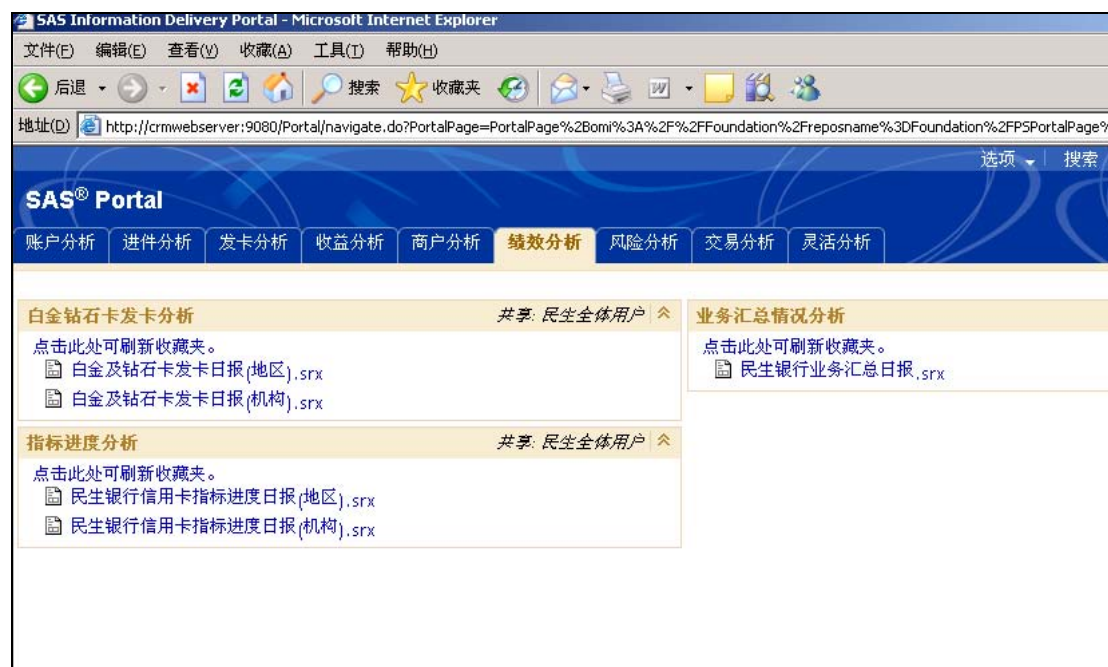 SAS Information Delivery Portal - Microsoft Internet Explorer
文件(F) 编辑(E) 查看(V) 收藏(A) 工具(T) 帮助(H)
后退 搜索 收藏夹
地址(D) http://crmwebserver:9080/Portal/navigate.do?PortalPage=PortalPage%2Bomi%3A%2F%2FFoundation%2Freposname%3DFoundation%2FPSPortalPage%
选项 搜索
SAS® Portal
账户分析 进件分析 发卡分析 收益分析 商户分析 绩效分析 风险分析 交易分析 灵活分析
白金钻石卡发卡分析 共享: 民生全体用户
点击此处可刷新收藏夹。
白金及钻石卡发卡日报(地区).srx
白金及钻石卡发卡日报(机构).srx
指标进度分析 共享: 民生全体用户
点击此处可刷新收藏夹。
民生银行信用卡指标进度日报(地区).srx
民生银行信用卡指标进度日报(机构).srx
业务汇总情况分析
点击此处可刷新收藏夹。
民生银行业务汇总日报.srx